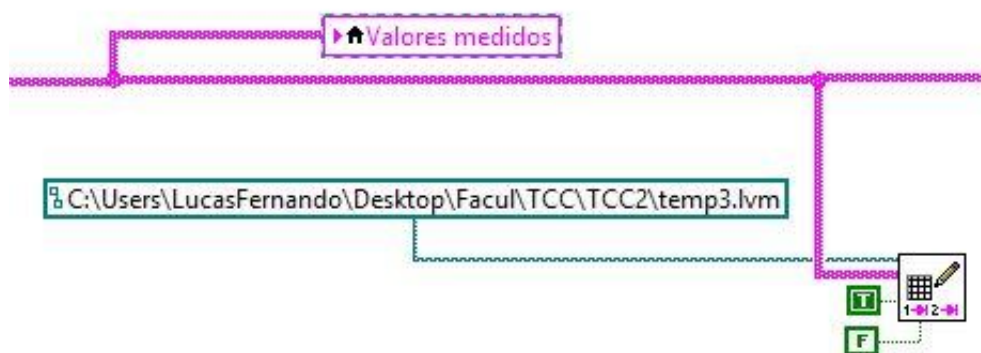 Valores medidos
C:\Users\LucasFernando\Desktop\Facul\TCC\TCC2\temp3.lvm
T
1 2
F